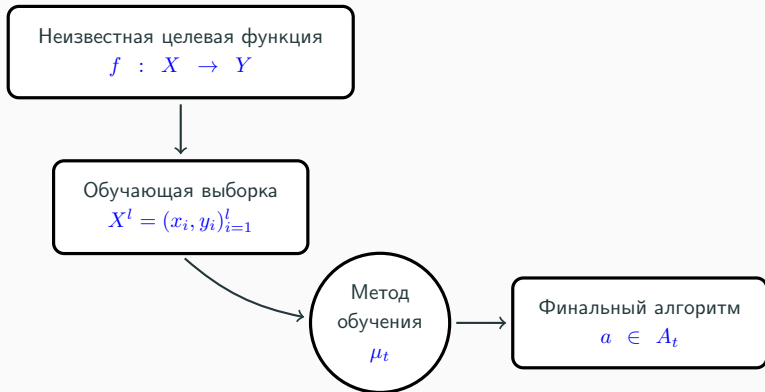 Неизвестная целевая функция
f : X → Y
Обучающая выборка
X^l = (x_i, y_i)_{i=1}^l
Метод
обучения
μ_t
Финальный алгоритм
a ∈ A_t